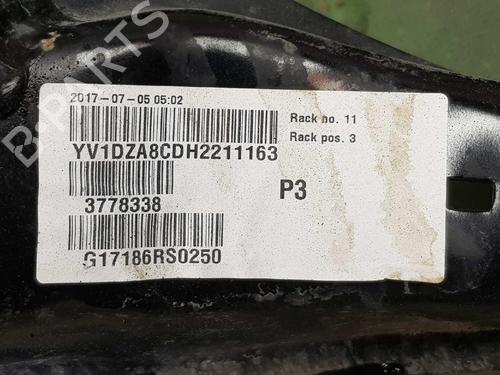 2017-07-05 05:02
Rack no. 11
Rack pos. 3
YV1DZA8CDH2211163
P3
3778338
G17186RS0250
B-PARTS